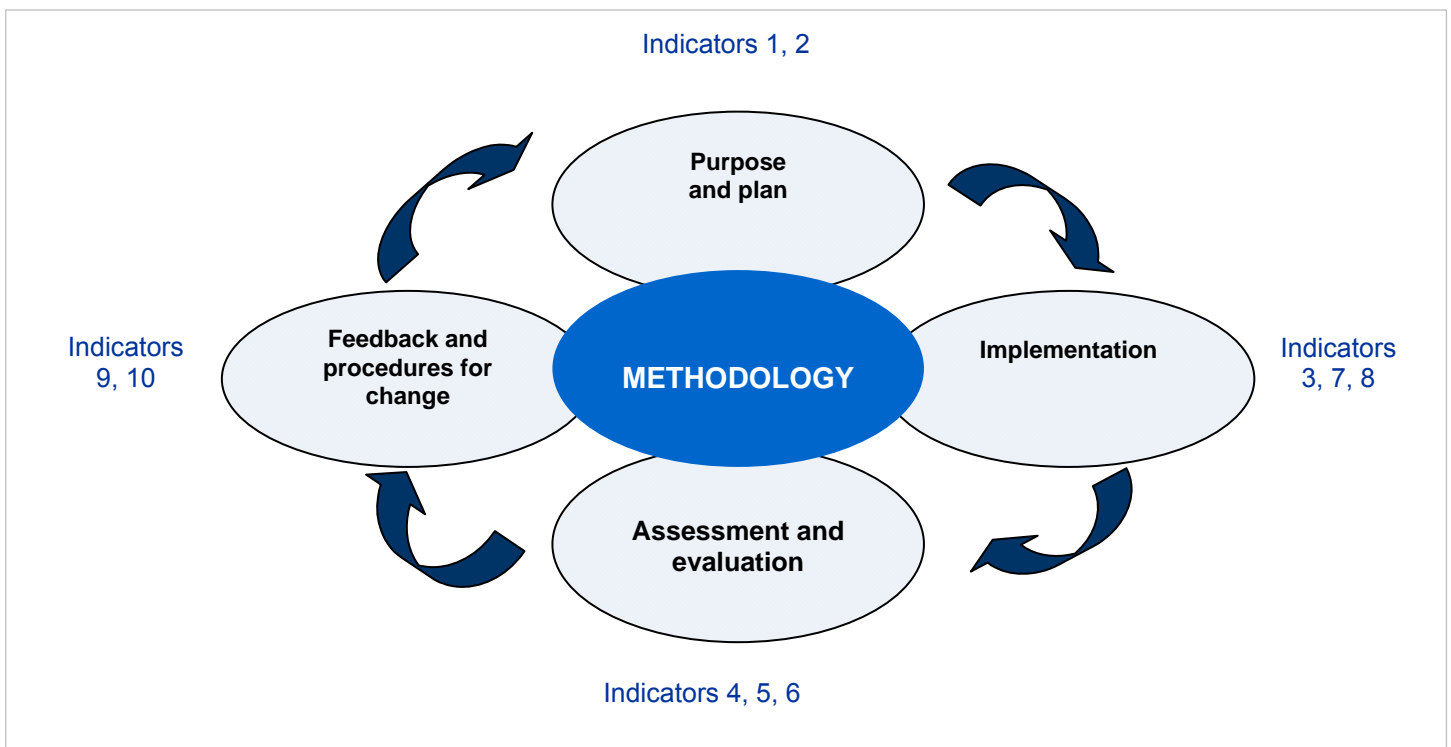 Indicators 1, 2
Purpose
and plan
Feedback and
procedures for
change
METHODOLOGY
Implementation
Indicators
9, 10
Indicators
3, 7, 8
Assessment and
evaluation
Indicators 4, 5, 6